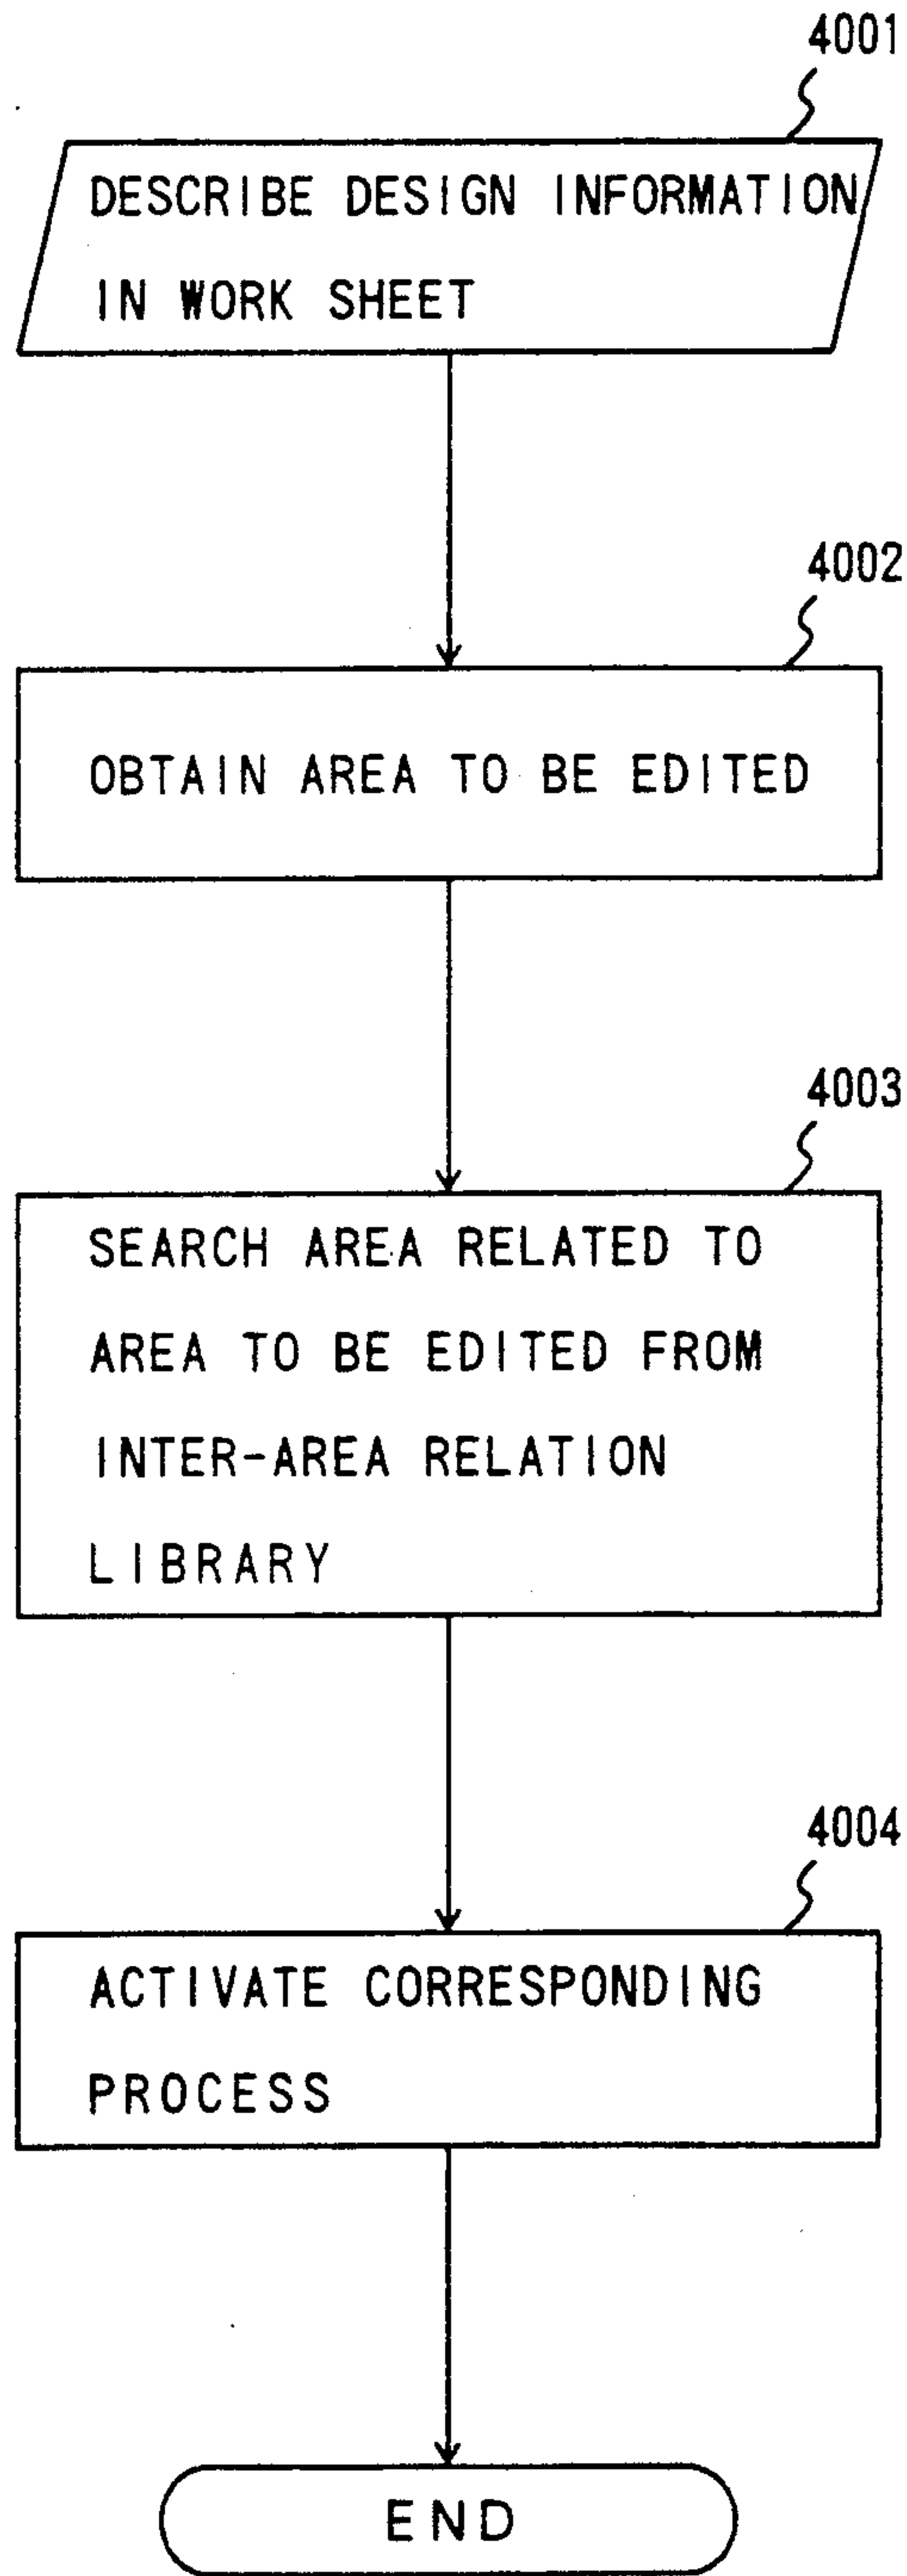 4001
DESCRIBE DESIGN INFORMATION
IN WORK SHEET
4002
OBTAIN AREA TO BE EDITED
4003
SEARCH AREA RELATED TO
AREA TO BE EDITED FROM
INTER-AREA RELATION
LIBRARY
4004
ACTIVATE CORRESPONDING
PROCESS
END